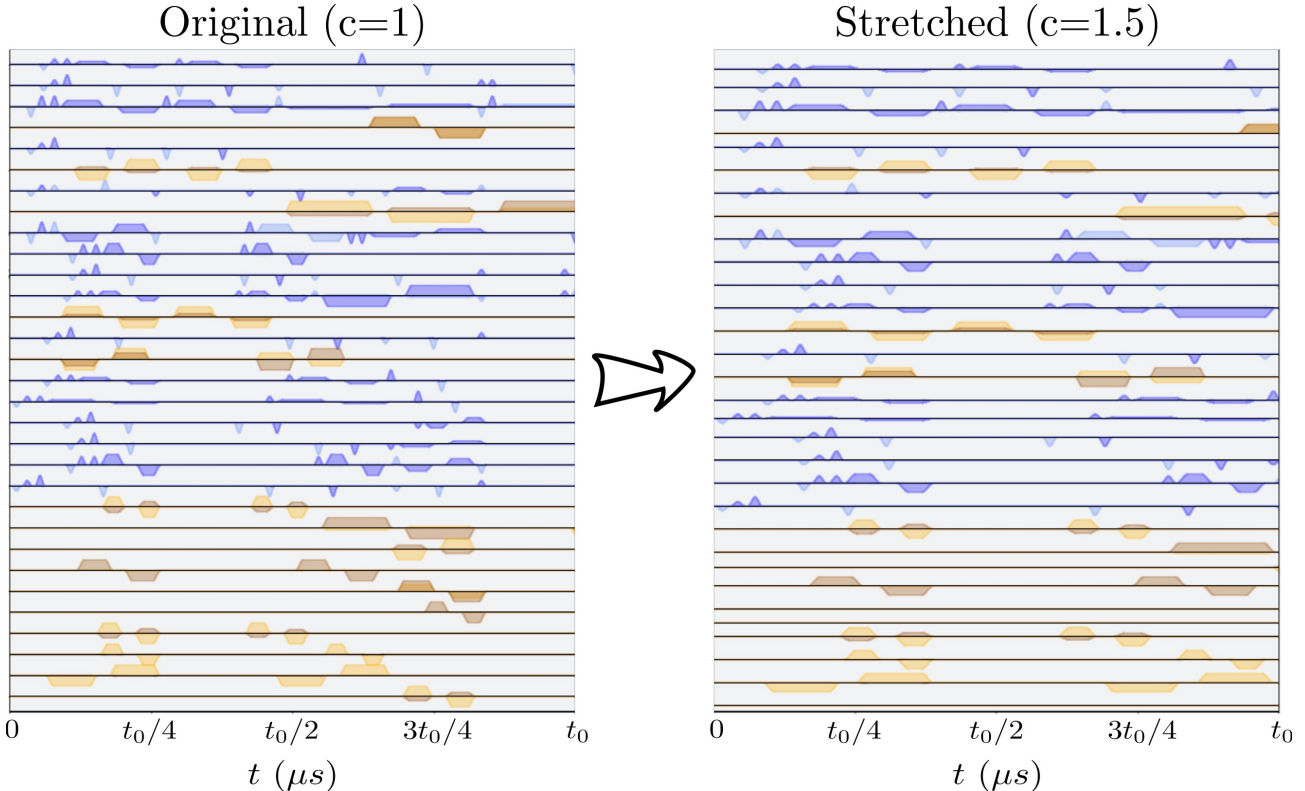 Original (c=1)
Stretched (c=1.5)
0 t₀/4 t₀/2 3t₀/4 t₀
t (μs)
0 t₀/4 t₀/2 3t₀/4 t₀
t (μs)